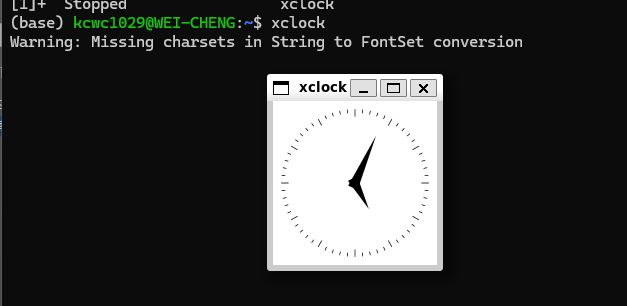 [1]+  Stopped                 xclock
(base) kcwc1029@WEI-CHENG:~$ xclock
Warning: Missing charsets in String to FontSet conversion
xclock